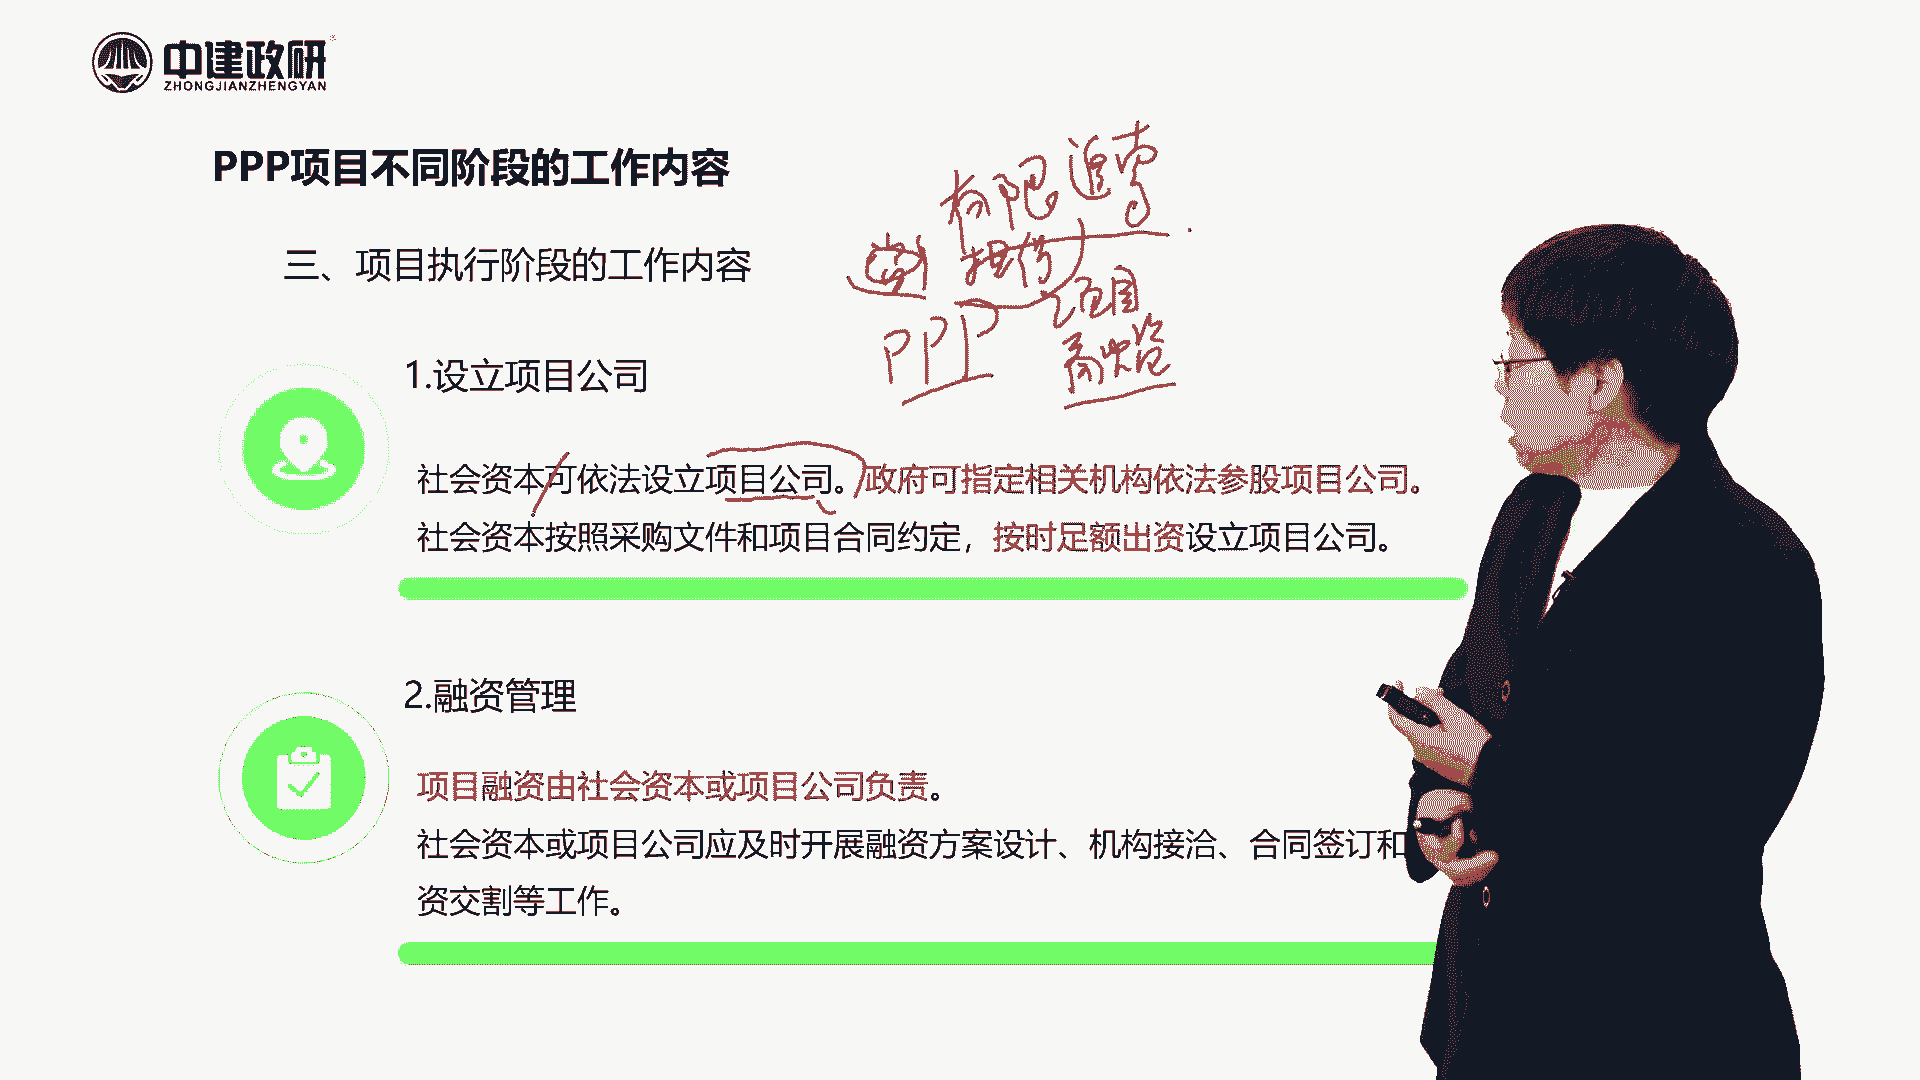 中建政研
ZHONGJIANZHENGYAN
PPP项目不同阶段的工作内容
有限追索
担保
三、项目执行阶段的工作内容
项目
PPP
融资
1.设立项目公司
社会资本可依法设立项目公司。政府可指定相关机构依法参股项目公司。
社会资本按照采购文件和项目合同约定，按时足额出资设立项目公司。
2.融资管理
项目融资由社会资本或项目公司负责。
社会资本或项目公司应及时开展融资方案设计、机构接洽、合同签订和
资交割等工作。